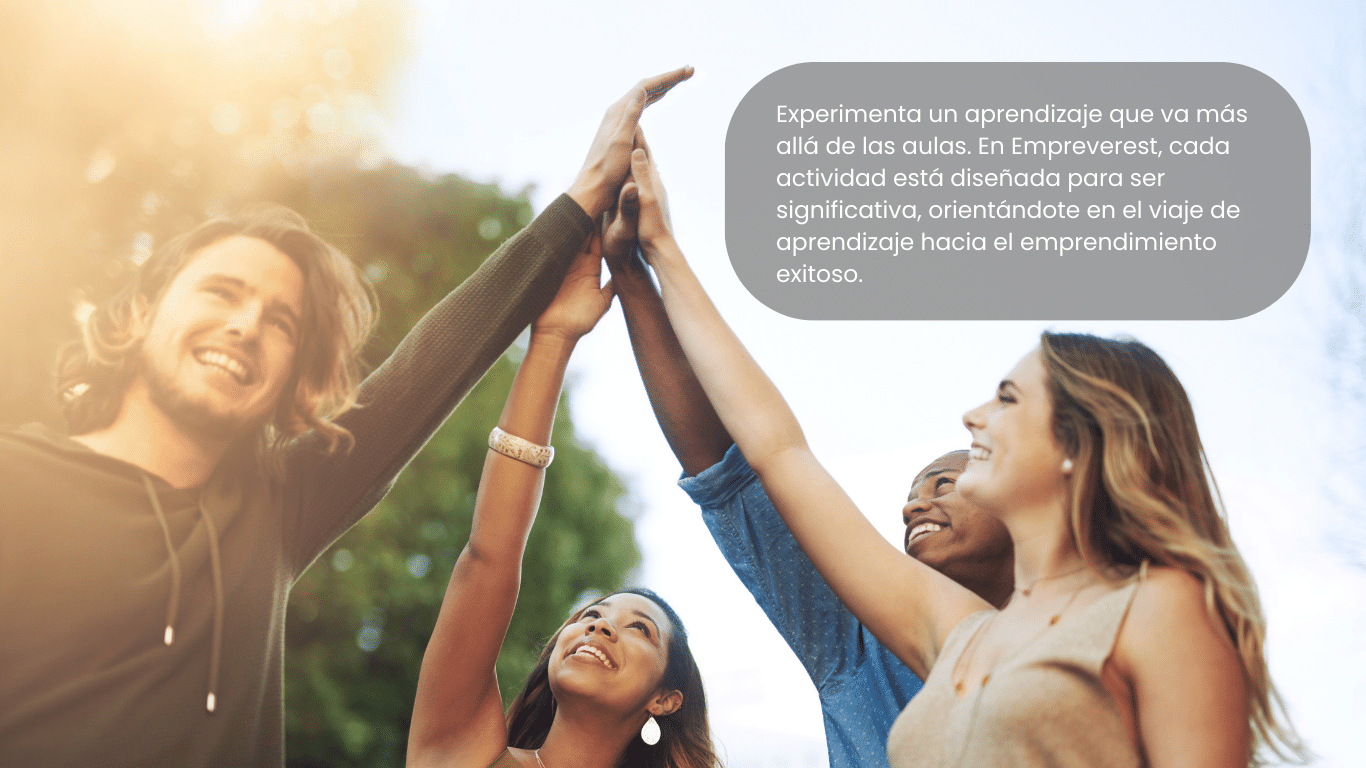 Experimenta un aprendizaje que va más
allá de las aulas. En Empreverest, cada
actividad está diseñada para ser
significativa, orientándote en el viaje de
aprendizaje hacia el emprendimiento
exitoso.